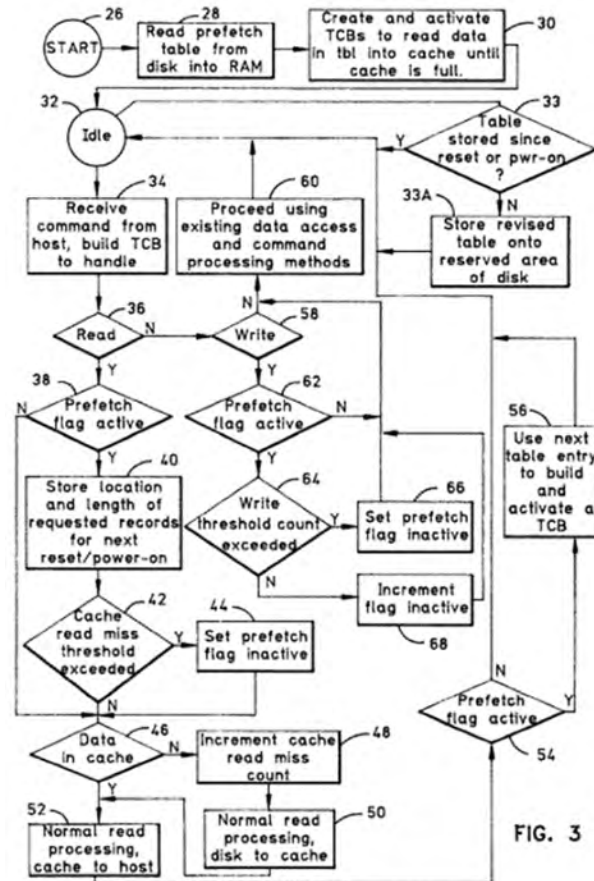 26
START
28
Read prefetch
table from
disk into RAM
30
Create and activate
TCBs to read data
in tbl into cache until
cache is full.
32
Idle
33
Table
stored since
reset or pwr-on
?
Y
N
33A
Store revised
table onto
reserved area
of disk
34
Receive
command from
host, build TCB
to handle
60
Proceed using
existing data access
and command
processing methods
36
Read
N
Y
58
Write
N
Y
38
Prefetch
flag active
N
Y
62
Prefetch
flag active
N
Y
56
Use next
table entry
to build
and
activate a
TCB
40
Store location
and length of
requested records
for next
reset/power-on
64
Write
threshold count
exceeded
Y
N
66
Set prefetch
flag inactive
Increment
flag inactive
68
42
Cache
read miss
threshold
exceeded
Y
N
44
Set prefetch
flag inactive
46
Data
in cache
N
Y
48
Increment cache
read miss
count
50
Normal read
processing,
disk to cache
52
Normal read
processing,
cache to host
N
Prefetch
flag active
Y
54
FIG. 3